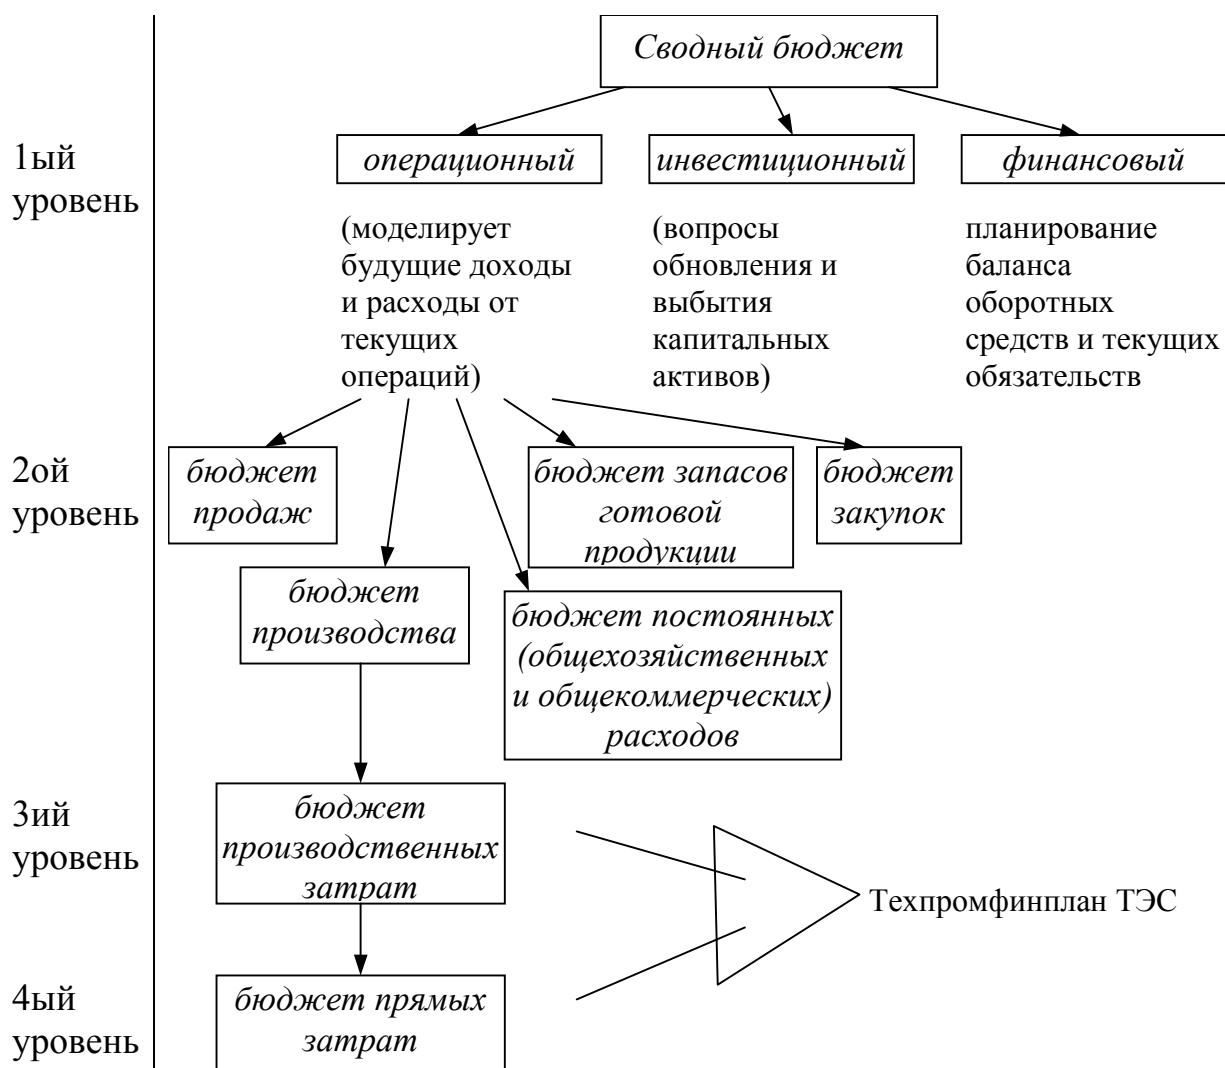 Сводный бюджет
1ый
уровень
операционный
инвестиционный
финансовый
(моделирует
будущие доходы
и расходы от
текущих
операций)
(вопросы
обновления и
выбытия
капитальных
активов)
планирование
баланса
оборотных
средств и текущих
обязательств
2ой
уровень
бюджет
продаж
бюджет запасов
готовой
продукции
бюджет
закупок
бюджет
производства
бюджет постоянных
(общехозяйственных
и общекоммерческих)
расходов
3ий
уровень
бюджет
производственных
затрат
Техпромфинплан ТЭС
4ый
уровень
бюджет прямых
затрат